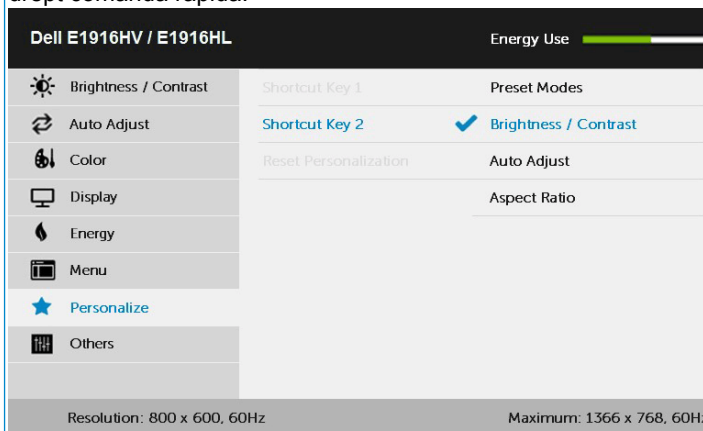 drept comandă rapidă.
Dell E1916HV / E1916HL
Energy Use
Brightness / Contrast
Shortcut Key 1
Preset Modes
Auto Adjust
Shortcut Key 2
Brightness / Contrast
Color
Reset Personalization
Auto Adjust
Display
Aspect Ratio
Energy
Menu
Personalize
Others
Resolution: 800 x 600, 60Hz
Maximum: 1366 x 768, 60Hz